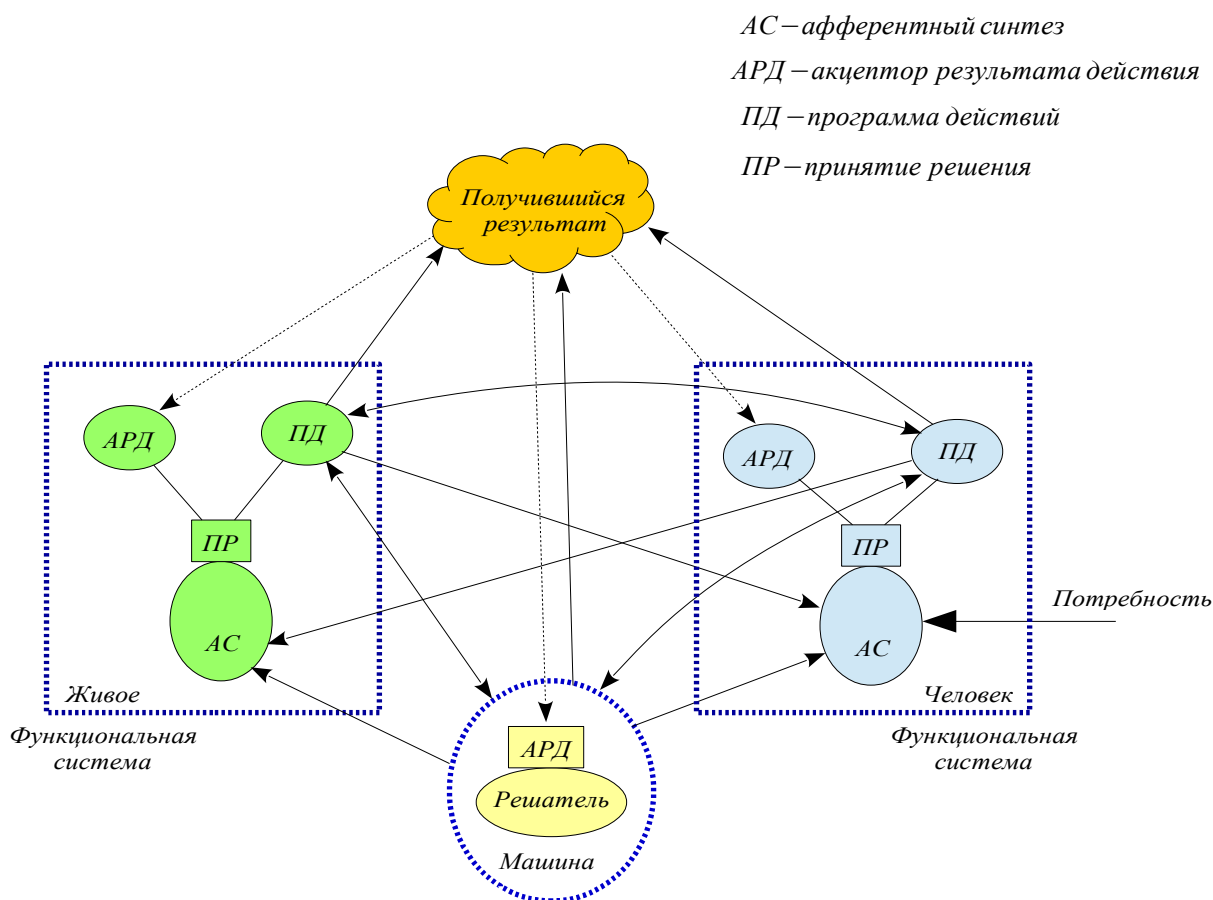 АС – афферентный синтез
АРД – акцептор результата действия
ПД – программа действий
ПР – принятие решения
Получившийся
результат
АРД
ПД
ПР
АС
Живое
Функциональная
система
АРД
ПД
ПР
АС
Потребность
Человек
Функциональная
система
АРД
Решатель
Машина